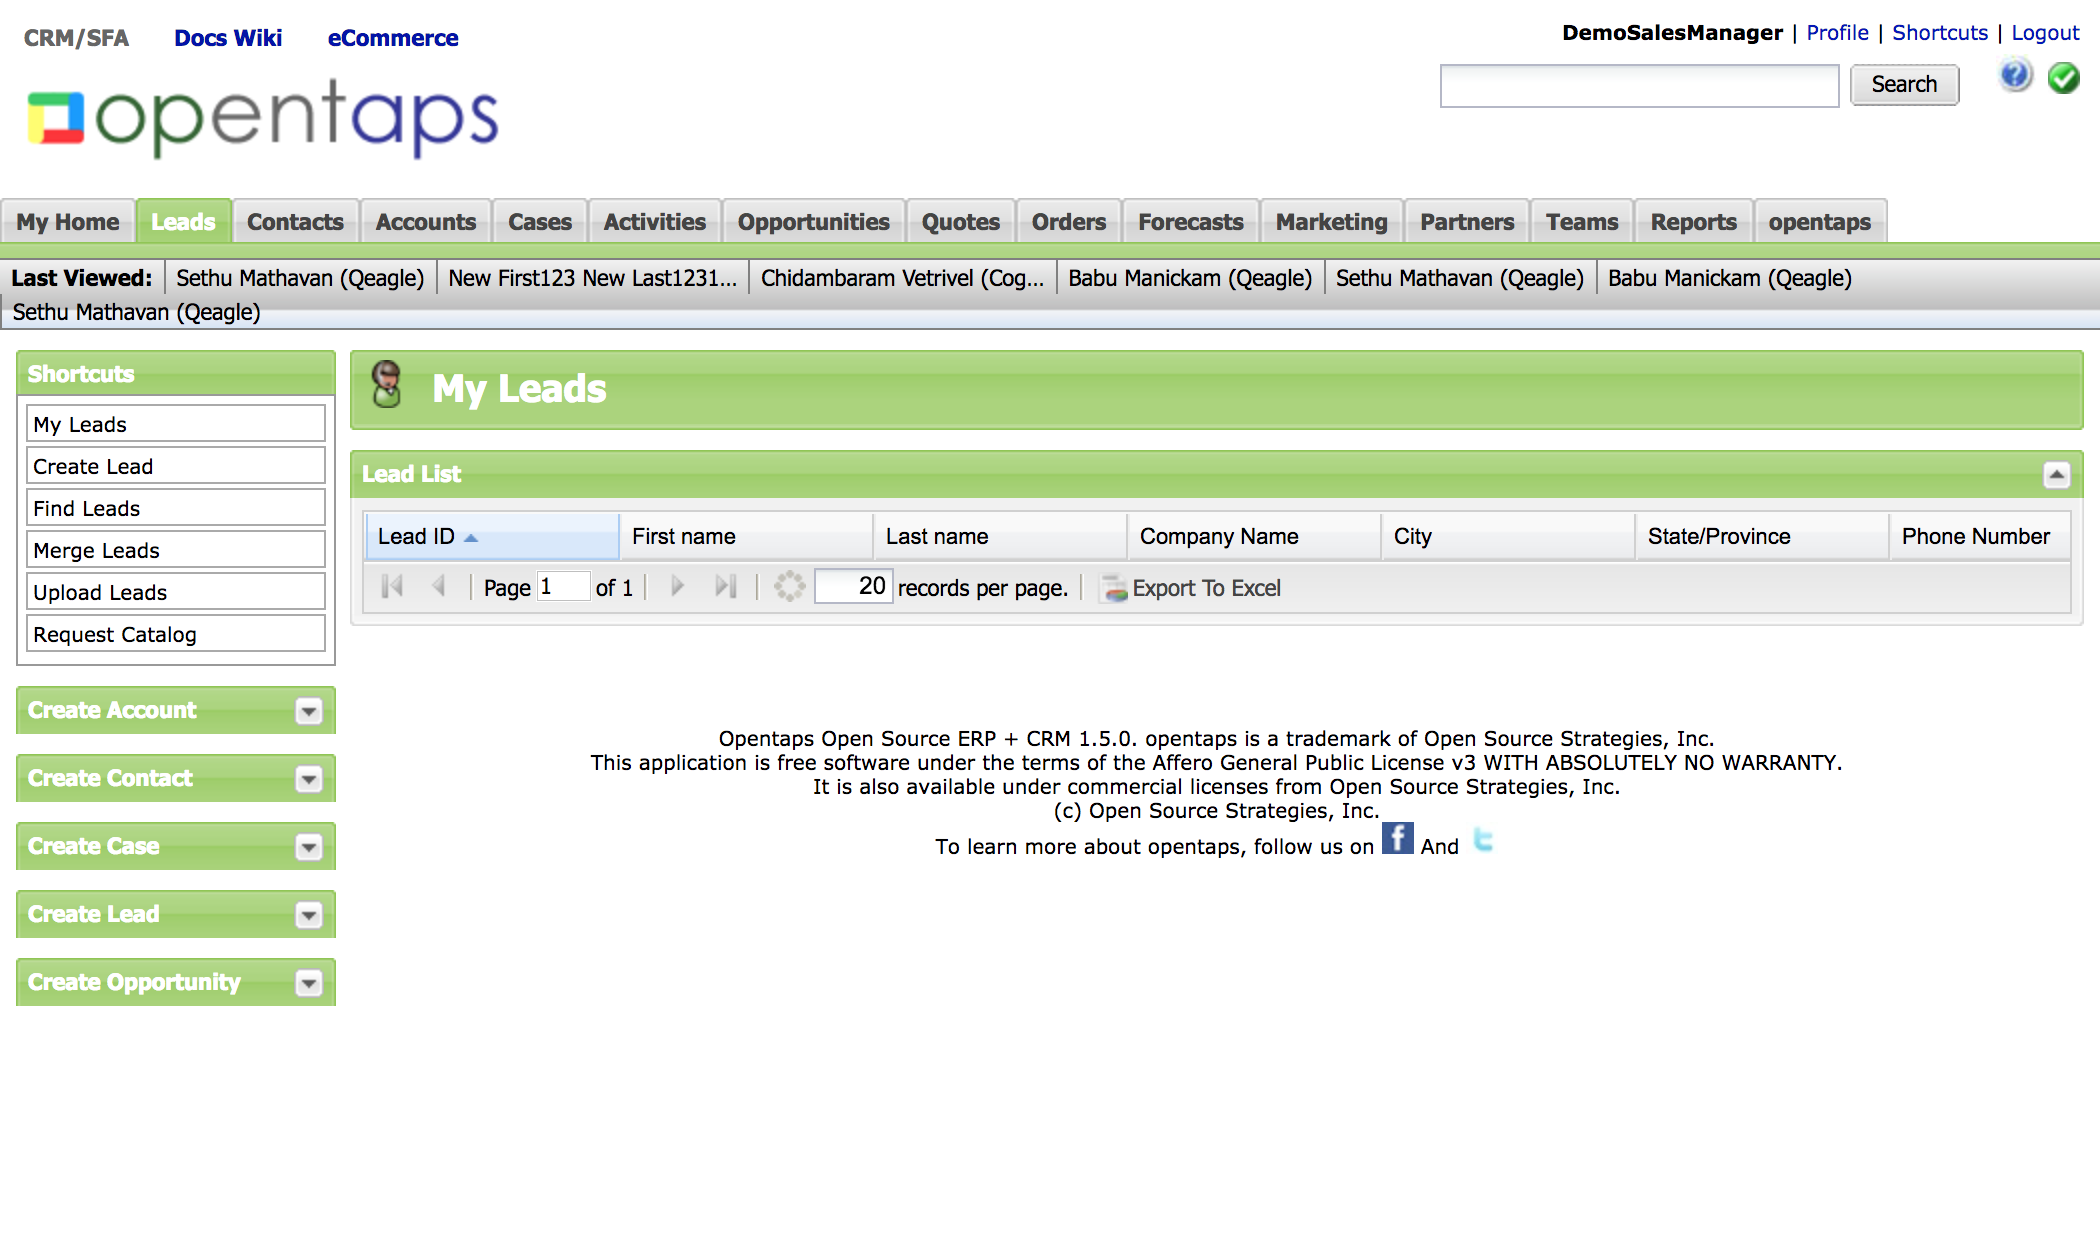 CRM/SFA Docs Wiki eCommerce
DemoSalesManager | Profile | Shortcuts | Logout
opentaps
Search
?
My Home Leads Contacts Accounts Cases Activities Opportunities Quotes Orders Forecasts Marketing Partners Teams Reports opentaps
Last Viewed: Sethu Mathavan (Qeagle) New First123 New Last1231... Chidambaram Vetrivel (Cog... Babu Manickam (Qeagle) Sethu Mathavan (Qeagle) Babu Manickam (Qeagle)
Sethu Mathavan (Qeagle)
Shortcuts
My Leads
Create Lead
Find Leads
Merge Leads
Upload Leads
Request Catalog
Create Account
Create Contact
Create Case
Create Lead
Create Opportunity
My Leads
Lead List
Lead ID First name Last name Company Name City State/Province Phone Number
Page 1 of 1 20 records per page. Export To Excel
Opentaps Open Source ERP + CRM 1.5.0. opentaps is a trademark of Open Source Strategies, Inc.
This application is free software under the terms of the Affero General Public License v3 WITH ABSOLUTELY NO WARRANTY.
It is also available under commercial licenses from Open Source Strategies, Inc.
(c) Open Source Strategies, Inc.
To learn more about opentaps, follow us on f And t